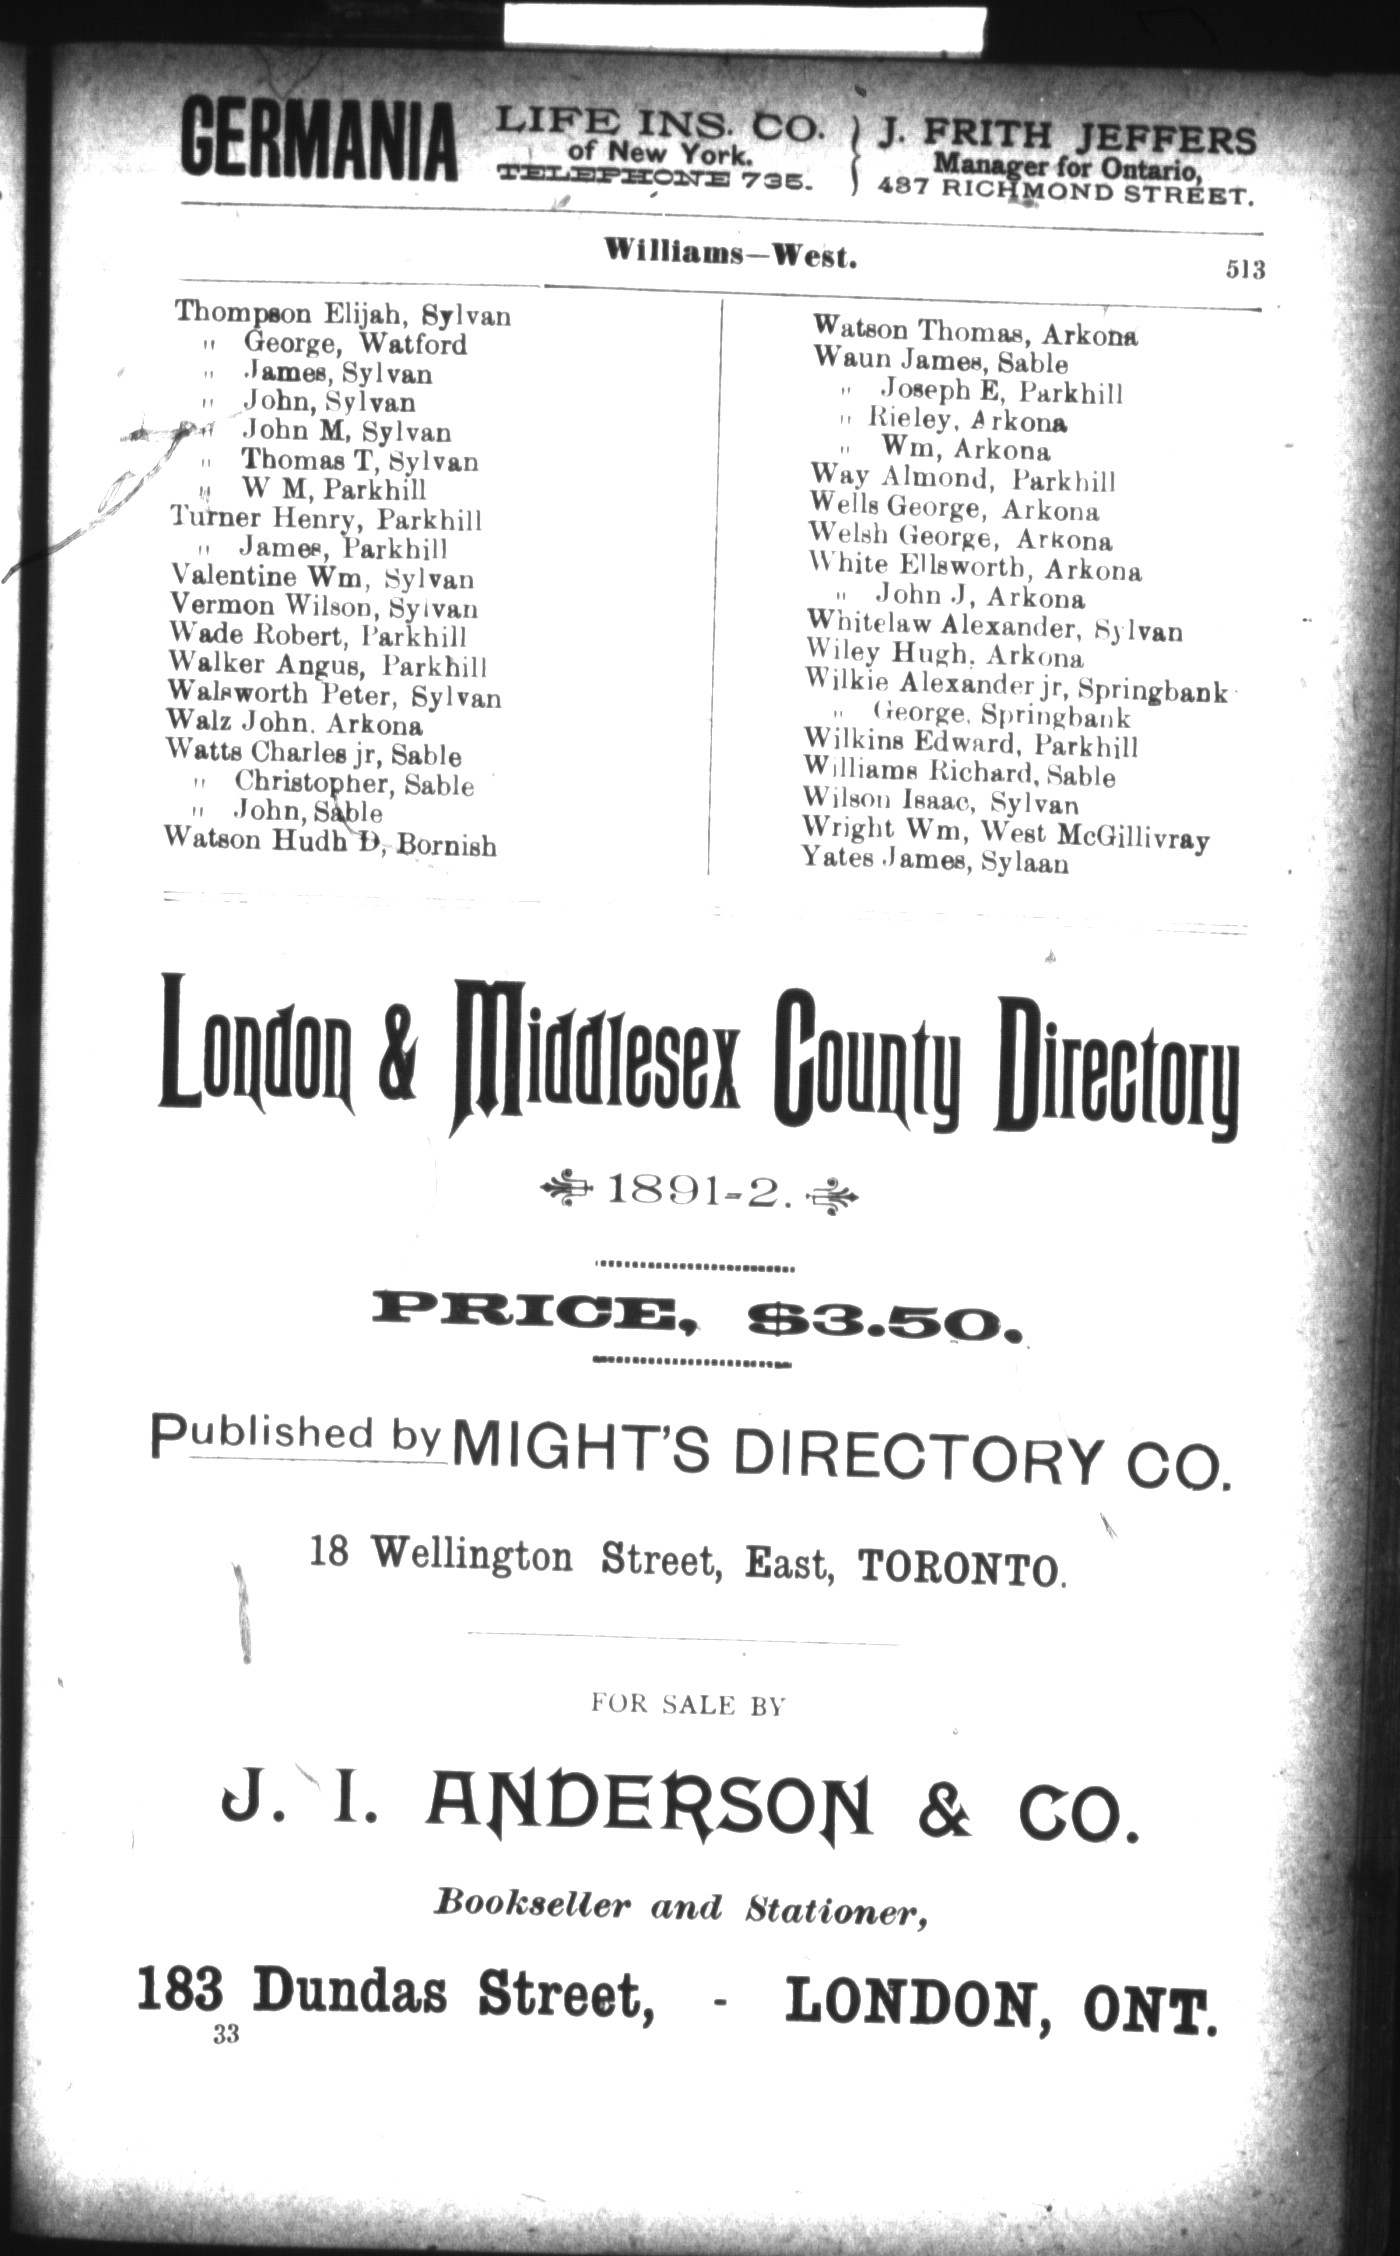 GERMANIA LIFE INS. CO. of New York. TELEPHONE 735. J. FRITH JEFFERS Manager for Ontario, 437 RICHMOND STREET.
Williams—West. 513
Thompson Elijah, Sylvan
" George, Watford
" James, Sylvan
" John, Sylvan
" John M, Sylvan
" Thomas T, Sylvan
" W M, Parkhill
Turner Henry, Parkhill
" James, Parkhill
Valentine Wm, Sylvan
Vermon Wilson, Sylvan
Wade Robert, Parkhill
Walker Angus, Parkhill
Walsworth Peter, Sylvan
Walz John. Arkona
Watts Charles jr, Sable
" Christopher, Sable
" John, Sable
Watson Hudh D, Bornish
Watson Thomas, Arkona
Waun James, Sable
" Joseph E, Parkhill
" Rieley, Arkona
" Wm, Arkona
Way Almond, Parkhill
Wells George, Arkona
Welsh George, Arkona
White Ellsworth, Arkona
" John J, Arkona
Whitelaw Alexander, Sylvan
Wiley Hugh. Arkona
Wilkie Alexander jr, Springbank
" George, Springbank
Wilkins Edward, Parkhill
Williams Richard, Sable
Wilson Isaac, Sylvan
Wright Wm, West McGillivray
Yates James, Sylaan
London & Middlesex County Directory
1891-2.
PRICE, $3.50.
Published by MIGHT'S DIRECTORY CO.
18 Wellington Street, East, TORONTO.
FOR SALE BY
J. I. ANDERSON & CO.
Bookseller and Stationer,
183 Dundas Street, - LONDON, ONT.
33